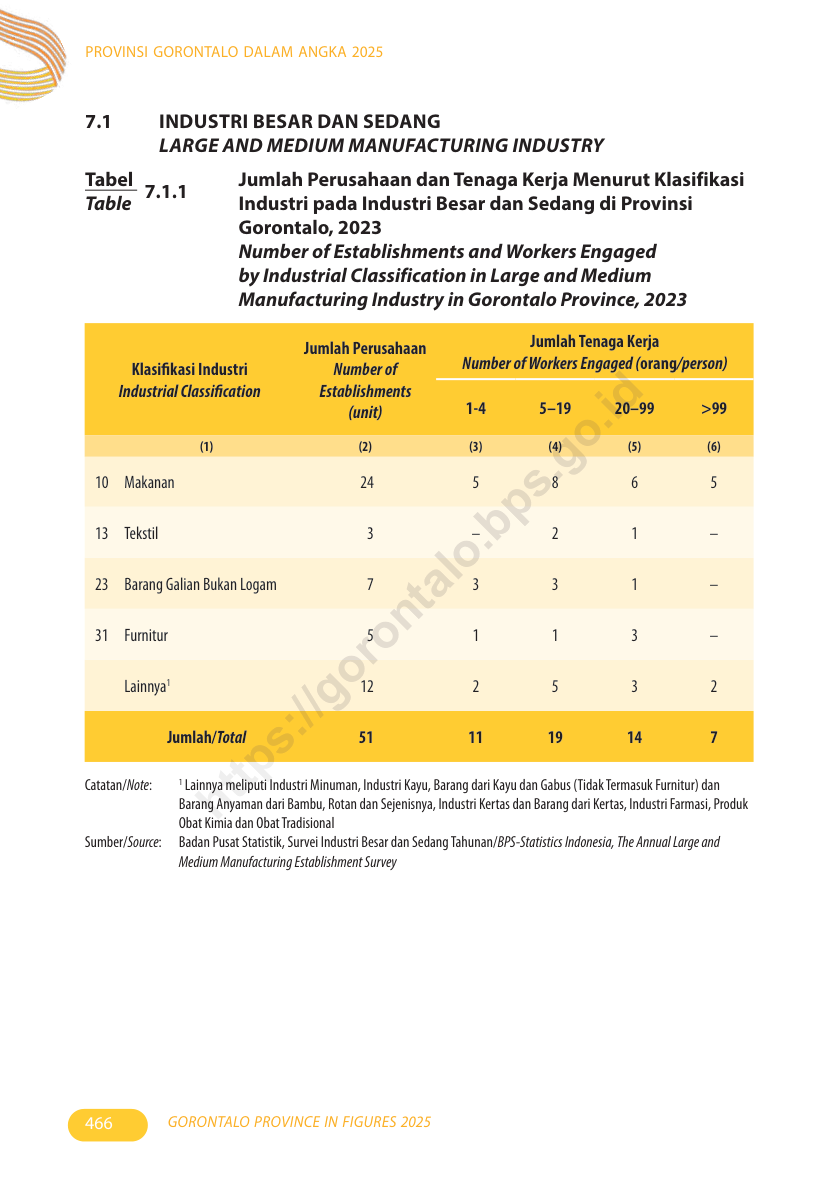 PROVINSI GORONTALO DALAM ANGKA 2025
7.1 INDUSTRI BESAR DAN SEDANG
LARGE AND MEDIUM MANUFACTURING INDUSTRY
Tabel
Table
7.1.1
Jumlah Perusahaan dan Tenaga Kerja Menurut Klasifikasi
Industri pada Industri Besar dan Sedang di Provinsi
Gorontalo, 2023
Number of Establishments and Workers Engaged
by Industrial Classification in Large and Medium
Manufacturing Industry in Gorontalo Province, 2023
Klasifikasi Industri
Industrial Classification
Jumlah Perusahaan
Number of
Establishments
(unit)
Jumlah Tenaga Kerja
Number of Workers Engaged (orang/person)
1-4 5–19 20–99 >99
(1) (2) (3) (4) (5) (6)
10 Makanan 24 5 8 6 5
13 Tekstil 3 – 2 1 –
23 Barang Galian Bukan Logam 7 3 3 1 –
31 Furnitur 5 1 1 3 –
Lainnya¹ 12 2 5 3 2
Jumlah/Total 51 11 19 14 7
Catatan/Note: ¹ Lainnya meliputi Industri Minuman, Industri Kayu, Barang dari Kayu dan Gabus (Tidak Termasuk Furnitur) dan
Barang Anyaman dari Bambu, Rotan dan Sejenisnya, Industri Kertas dan Barang dari Kertas, Industri Farmasi, Produk
Obat Kimia dan Obat Tradisional
Sumber/Source: Badan Pusat Statistik, Survei Industri Besar dan Sedang Tahunan/BPS-Statistics Indonesia, The Annual Large and
Medium Manufacturing Establishment Survey
https://gorontalo.bps.go.id
466 GORONTALO PROVINCE IN FIGURES 2025